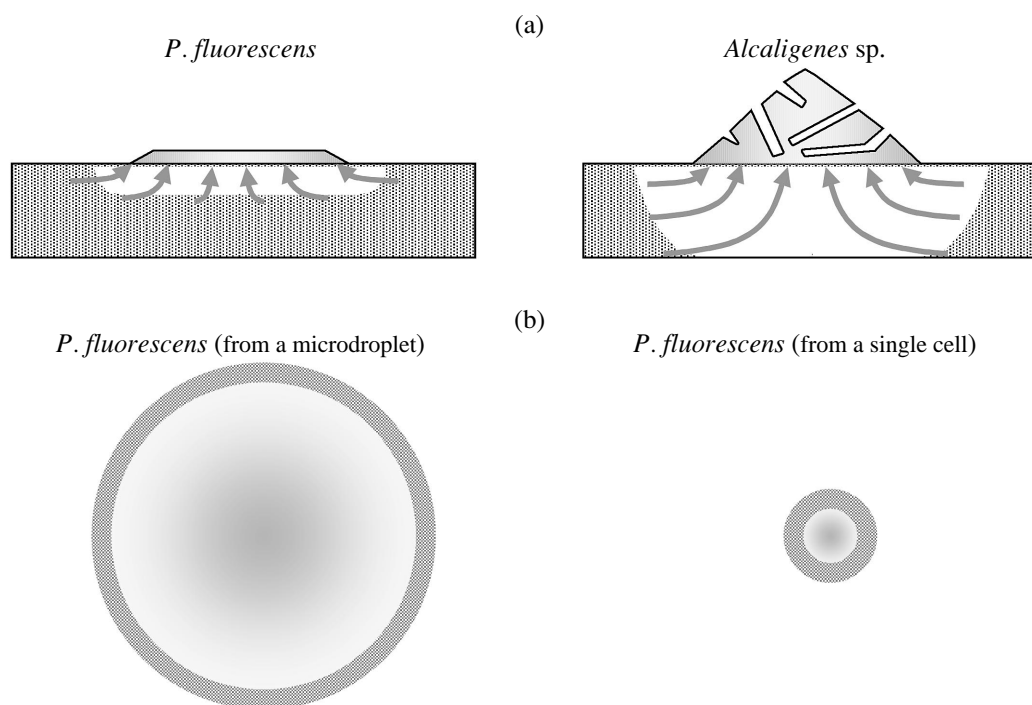 (a)
P. fluorescens
Alcaligenes sp.
(b)
P. fluorescens (from a microdroplet)
P. fluorescens (from a single cell)